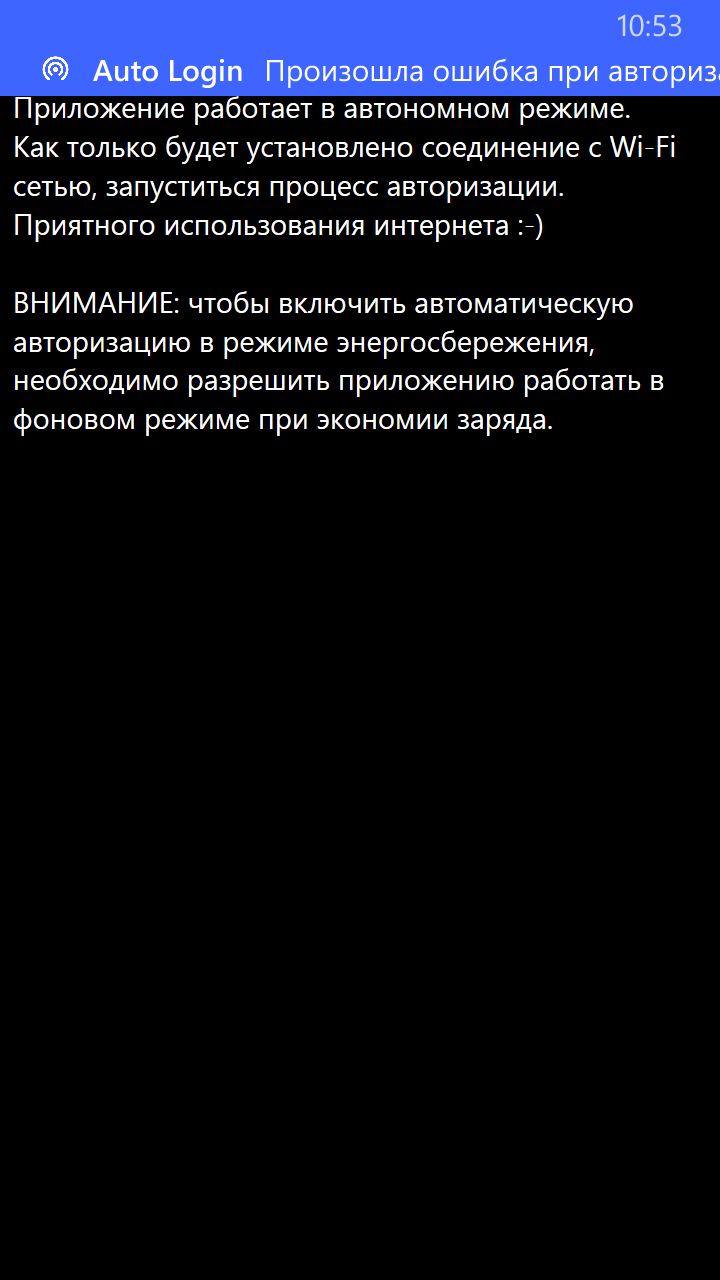 10:53
Auto Login Произошла ошибка при авториз
Приложение работает в автономном режиме.
Как только будет установлено соединение с Wi-Fi
сетью, запуститься процесс авторизации.
Приятного использования интернета :-)
ВНИМАНИЕ: чтобы включить автоматическую
авторизацию в режиме энергосбережения,
необходимо разрешить приложению работать в
фоновом режиме при экономии заряда.